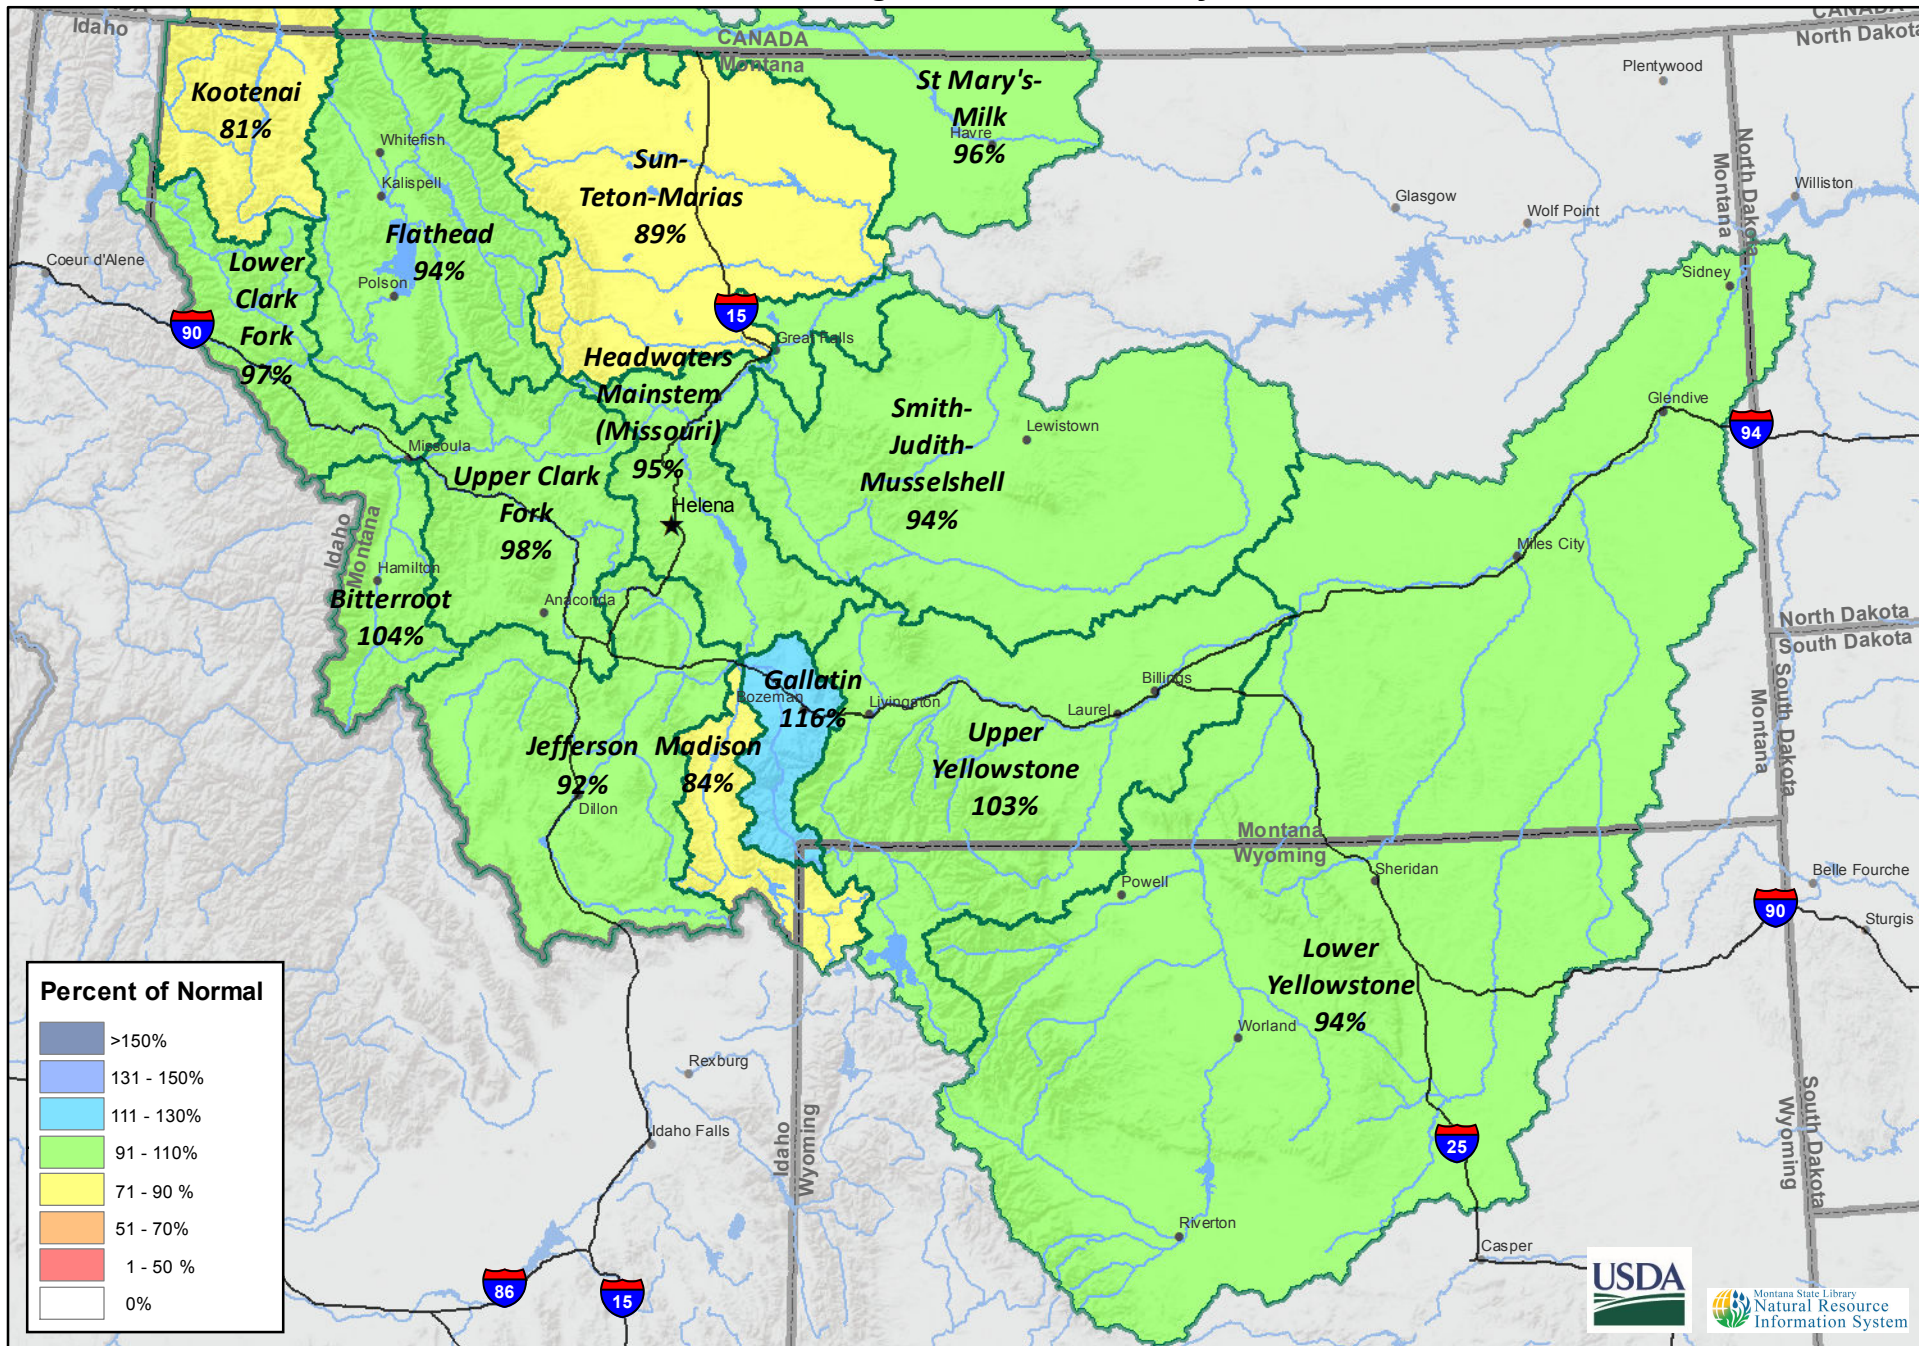 Idaho
CANADA
Montana
CANADA
North Dakota
Kootenai
81%
Whitefish
Kalispell
Flathead
94%
Polson
Sun-
Teton-Marias
89%
St Mary's-
Milk
Havre
96%
Plentywood
Glasgow
Wolf Point
North Dakota
Montana
Williston
Sidney
Coeur d'Alene
Lower
Clark
Fork
97%
90
15
Great Falls
Headwaters
Mainstem
(Missouri)
95%
Helena
Smith-
Judith-
Musselshell
94%
Lewistown
Glendive
94
Missoula
Upper Clark
Fork
98%
Idaho
Montana
Hamilton
Bitterroot
104%
Anaconda
Miles City
North Dakota
South Dakota
South Dakota
Montana
Gallatin
116%
Bozeman
Livingston
Billings
Laurel
Jefferson
92%
Dillon
Madison
84%
Upper
Yellowstone
103%
Montana
Wyoming
Powell
Sheridan
Belle Fourche
90
Sturgis
Lower
Yellowstone
94%
Worland
Rexburg
Idaho Falls
Idaho
Wyoming
25
South Dakota
Wyoming
Riverton
Casper
86
15
Percent of Normal
>150%
131 - 150%
111 - 130%
91 - 110%
71 - 90 %
51 - 70%
1 - 50 %
0%
USDA
Montana State Library
Natural Resource
Information System